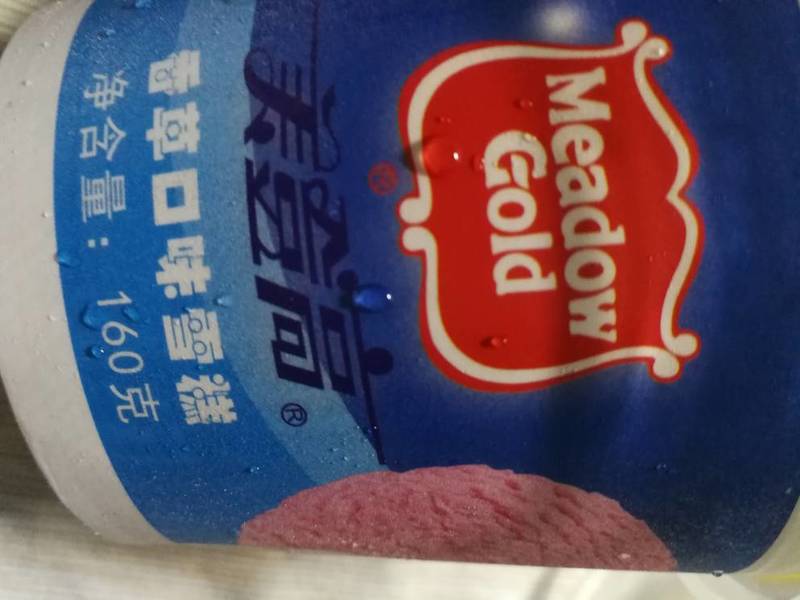 Meadow
Gold
®
美登高®
香草口味雪糕
净含量：160克